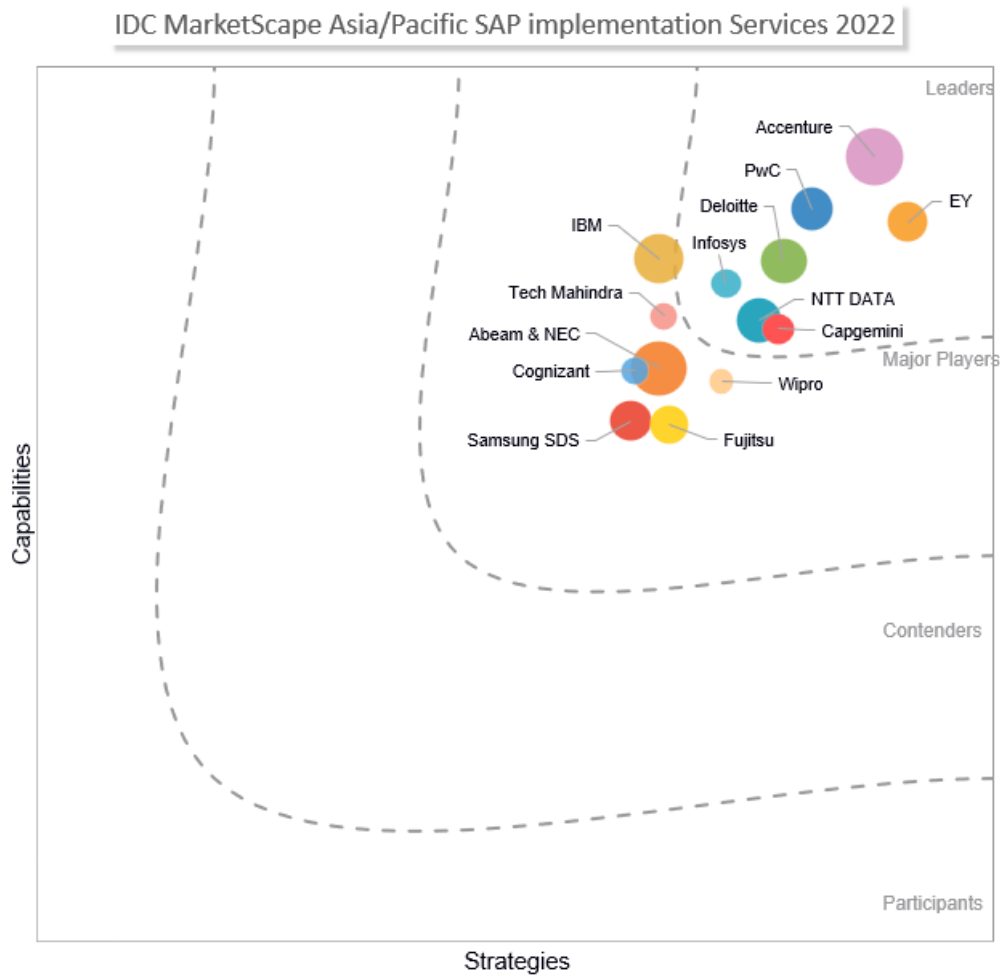 IDC MarketScape Asia/Pacific SAP implementation Services 2022
Leaders
Accenture
PwC
EY
Deloitte
IBM
Infosys
Tech Mahindra
NTT DATA
Abeam & NEC
Capgemini
Major Players
Cognizant
Wipro
Samsung SDS
Fujitsu
Capabilities
Contenders
Participants
Strategies